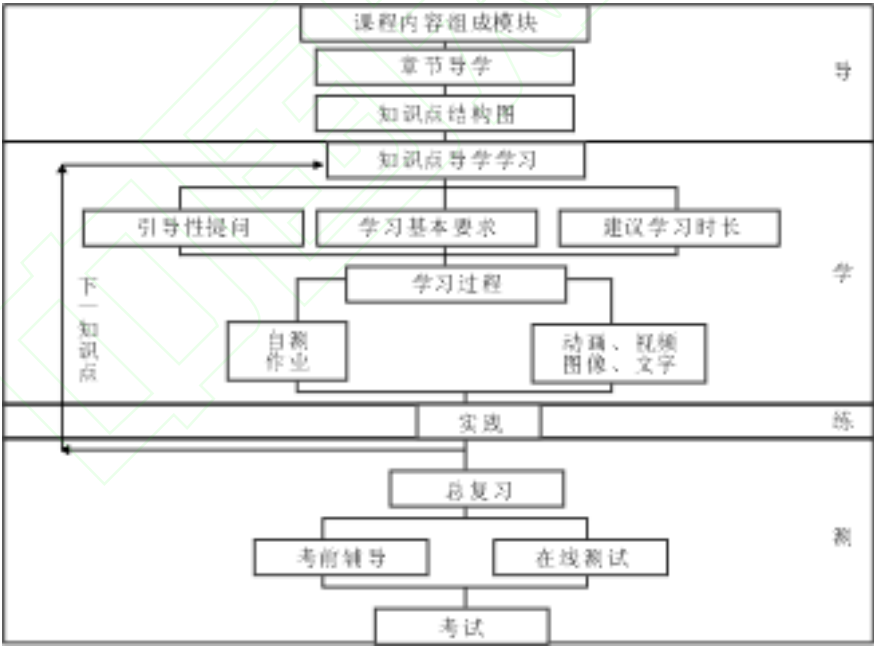 课程内容组成模块
章节导学
导
知识点结构图
知识点导学学习
引导性提问
学习基本要求
建议学习时长
学习过程
学
下一知识点
自测
作业
动画、视频
图像、文字
实践
练
总复习
测
考前辅导
在线测试
考试